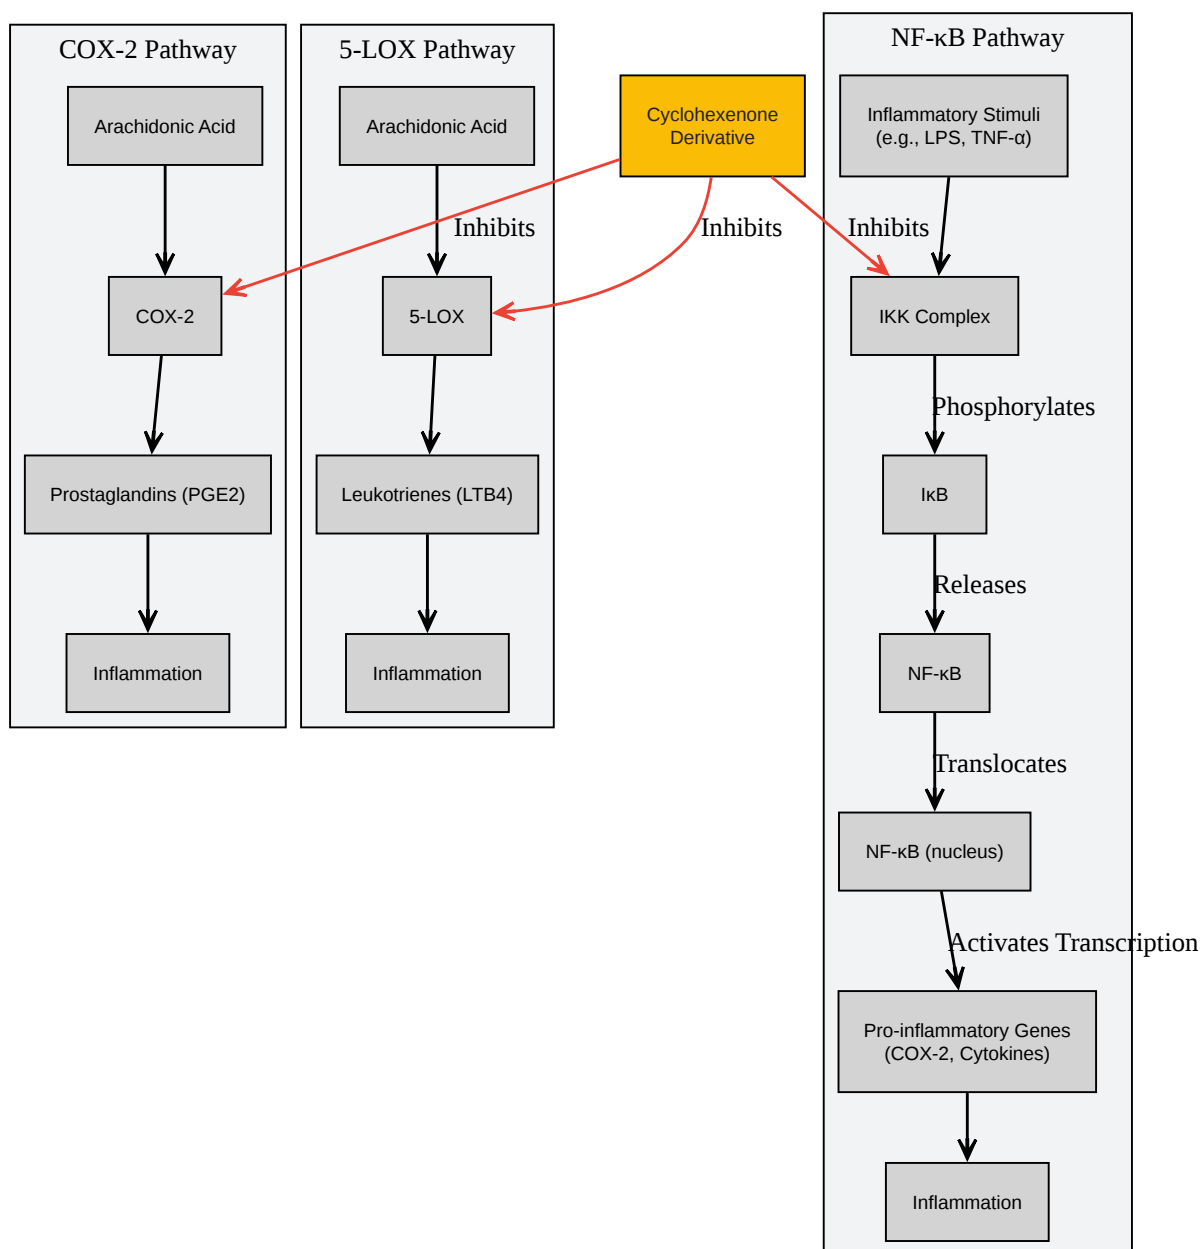 COX-2 Pathway
Arachidonic Acid
COX-2
Prostaglandins (PGE2)
Inflammation
5-LOX Pathway
Arachidonic Acid
5-LOX
Leukotrienes (LTB4)
Inflammation
Cyclohexenone
Derivative
Inhibits
Inhibits
Inhibits
NF-κB Pathway
Inflammatory Stimuli
(e.g., LPS, TNF-α)
IKK Complex
Phosphorylates
IκB
Releases
NF-κB
Translocates
NF-κB (nucleus)
Activates Transcription
Pro-inflammatory Genes
(COX-2, Cytokines)
Inflammation